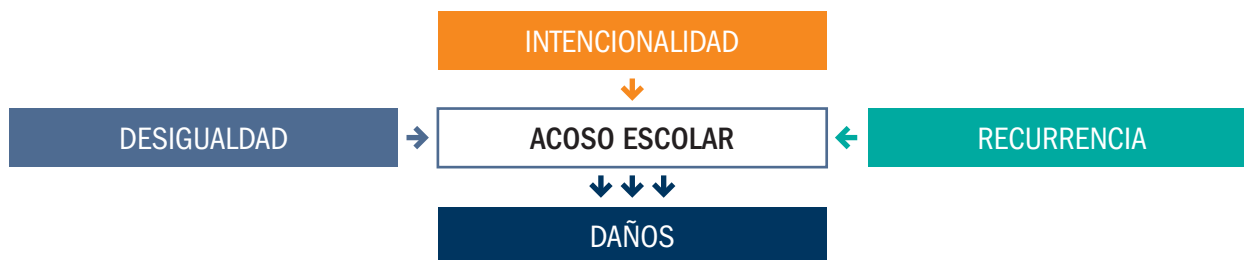 INTENCIONALIDAD
DESIGUALDAD
ACOSO ESCOLAR
RECURRENCIA
DAÑOS